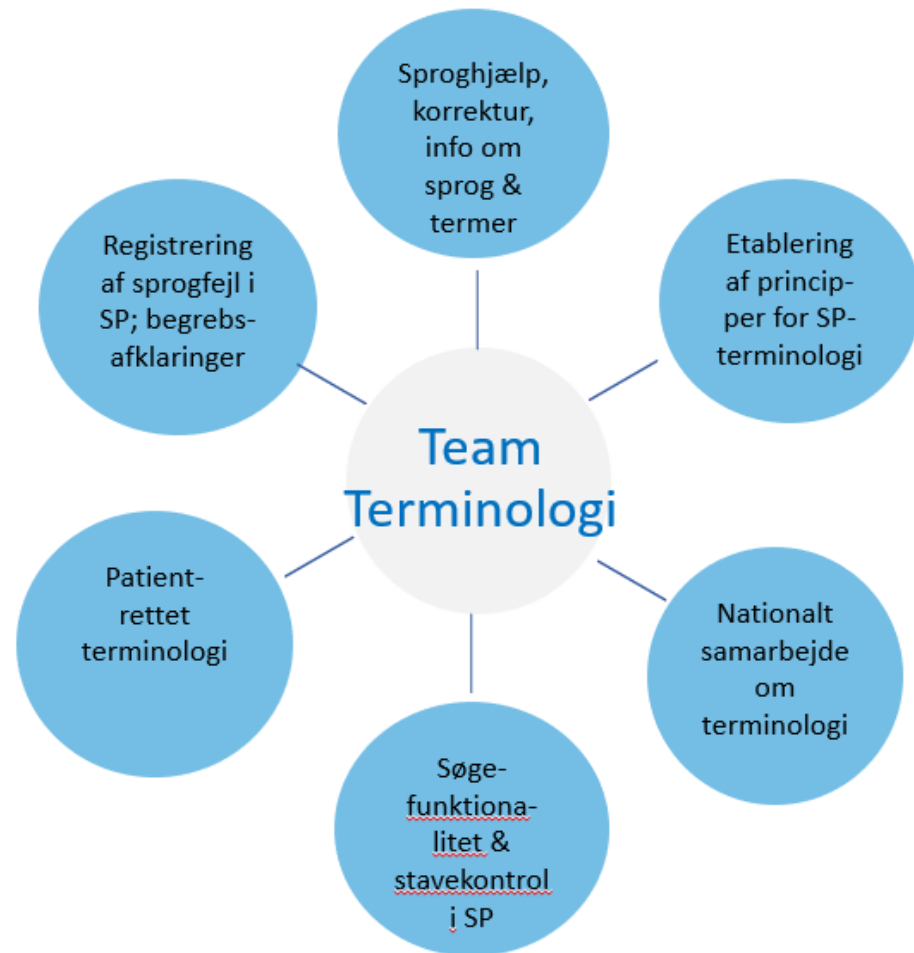 Sproghjælp,
korrektur,
info om
sprog &
termer
Etablering
af princip-
per for SP-
terminologi
Nationalt
samarbejde
om
terminologi
Søge-
funktiona-
litet &
stavekontrol
i SP
Patient-
rettet
terminologi
Registrering
af sprogfejl i
SP; begrebs-
afklaringer
Team
Terminologi